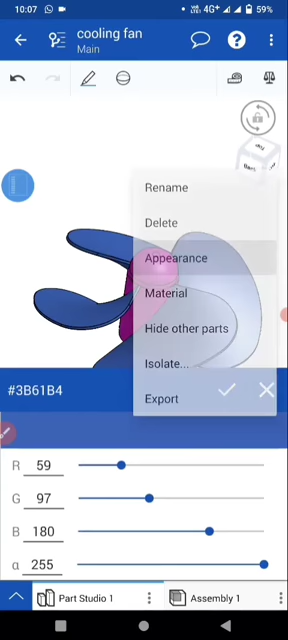 10:07
4G+
59%
cooling fan
Main
Rename
Delete
Appearance
Material
Hide other parts
Isolate...
Export
#3B61B4
R 59
G 97
B 180
α 255
Part Studio 1
Assembly 1